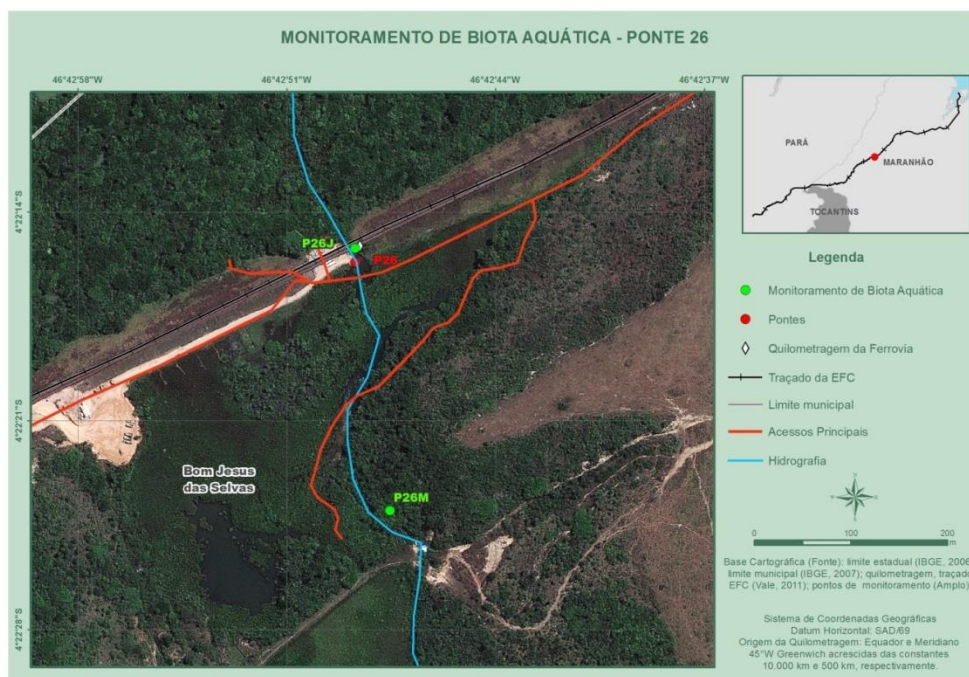 MONITORAMENTO DE BIOTA AQUÁTICA - PONTE 26
46°42'58"W
46°42'51"W
46°42'44"W
46°42'37"W
4°22'14"S
4°22'21"S
4°22'28"S
P26J
P26
P26M
Bom Jesus
das Selvas
PARÁ
MARANHÃO
TOCANTINS
Legenda
Monitoramento de Biota Aquática
Pontes
Quilometragem da Ferrovia
Traçado da EFC
Limite municipal
Acessos Principais
Hidrografia
0 100 200
m
Base Cartográfica (Fonte): limite estadual (IBGE, 2006
limite municipal (IBGE, 2007); quilometragem, traçado
EFC (Vale, 2011); pontos de monitoramento (Amplo)
Sistema de Coordenadas Geográficas
Datum Horizontal: SAD/69
Origem da Quilometragem: Equador e Meridiano
45°W Greenwich acrescidas das constantes
10.000 km e 500 km, respectivamente.